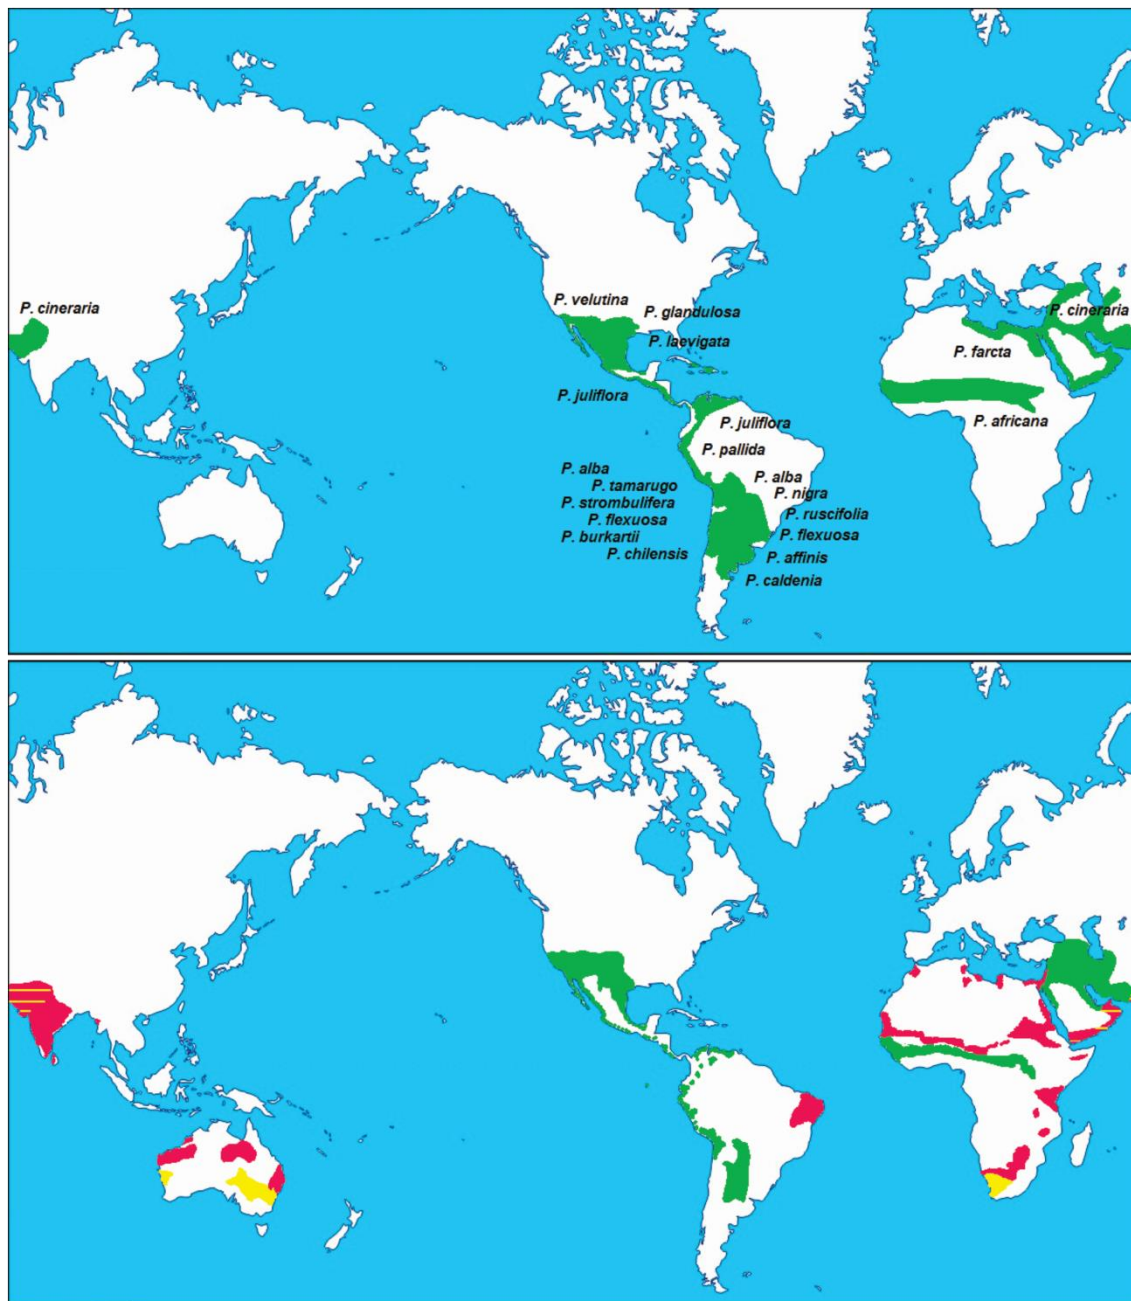 P. cineraria
P. velutina
P. glandulosa
P. laevigata
P. juliflora
P. cineraria
P. farcta
P. africana
P. juliflora
P. pallida
P. alba
P. tamarugo
P. strombulifera
P. flexuosa
P. burkartii
P. chilensis
P. alba
P. nigra
P. ruscifolia
P. flexuosa
P. affinis
P. caldenia